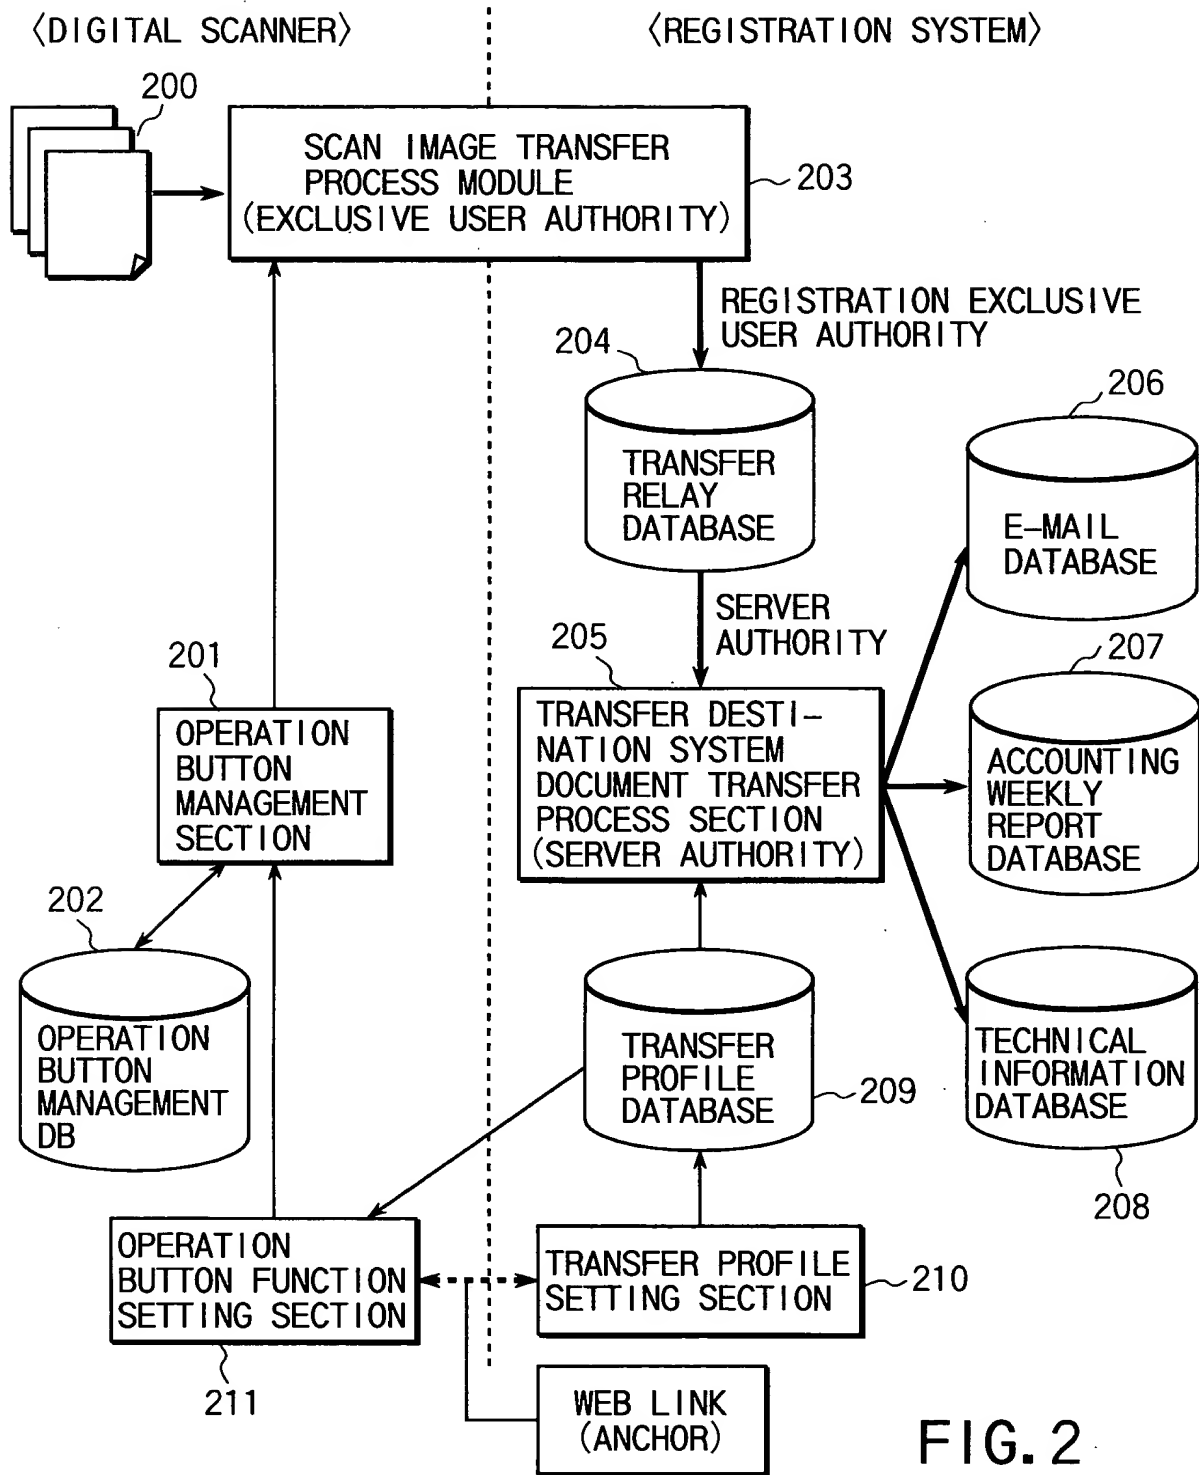 〈DIGITAL SCANNER〉
〈REGISTRATION SYSTEM〉
200
SCAN IMAGE TRANSFER
PROCESS MODULE
(EXCLUSIVE USER AUTHORITY)
203
REGISTRATION EXCLUSIVE
USER AUTHORITY
204
TRANSFER
RELAY
DATABASE
206
E-MAIL
DATABASE
SERVER
AUTHORITY
201
OPERATION
BUTTON
MANAGEMENT
SECTION
205
TRANSFER DESTI-
NATION SYSTEM
DOCUMENT TRANSFER
PROCESS SECTION
(SERVER AUTHORITY)
207
ACCOUNTING
WEEKLY
REPORT
DATABASE
202
OPERATION
BUTTON
MANAGEMENT
DB
TRANSFER
PROFILE
DATABASE
209
TECHNICAL
INFORMATION
DATABASE
208
OPERATION
BUTTON FUNCTION
SETTING SECTION
211
TRANSFER PROFILE
SETTING SECTION
210
WEB LINK
(ANCHOR)
FIG. 2